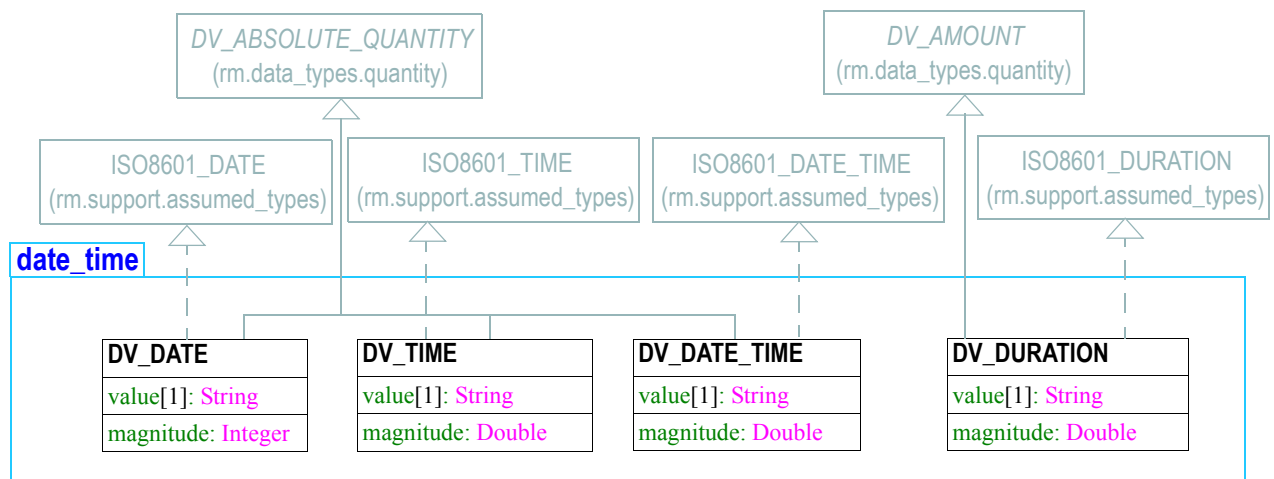 DV_ABSOLUTE_QUANTITY
(rm.data_types.quantity)
DV_AMOUNT
(rm.data_types.quantity)
ISO8601_DATE
(rm.support.assumed_types)
ISO8601_TIME
(rm.support.assumed_types)
ISO8601_DATE_TIME
(rm.support.assumed_types)
ISO8601_DURATION
(rm.support.assumed_types)
date_time
DV_DATE
value[1]: String
magnitude: Integer
DV_TIME
value[1]: String
magnitude: Double
DV_DATE_TIME
value[1]: String
magnitude: Double
DV_DURATION
value[1]: String
magnitude: Double